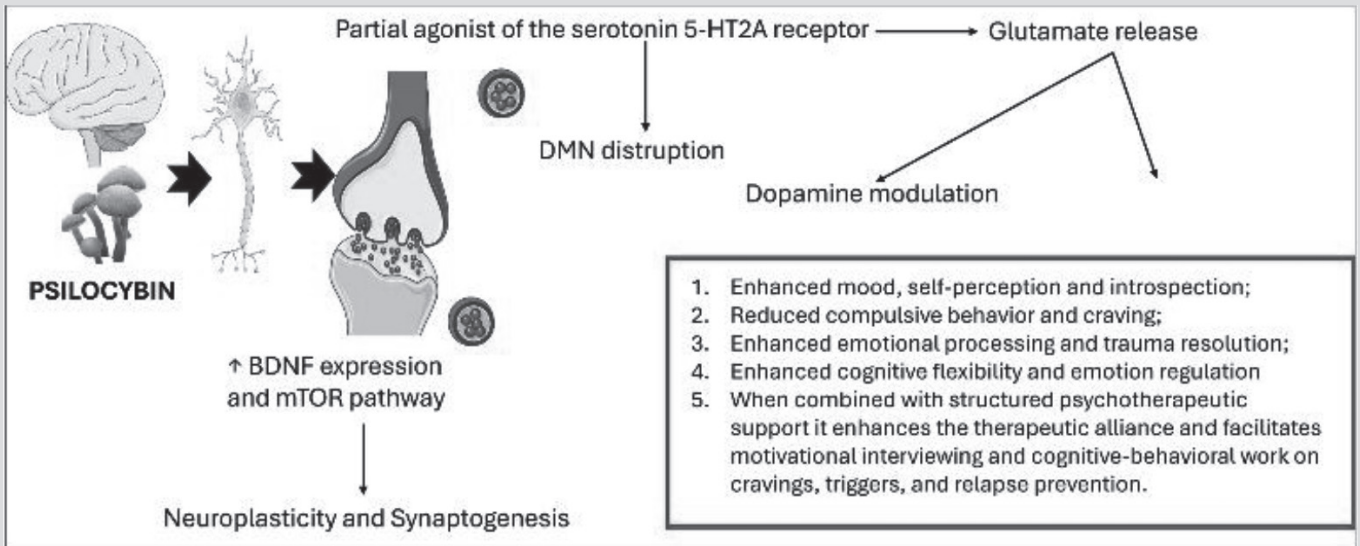 Partial agonist of the serotonin 5-HT2A receptor
Glutamate release
DMN distruption
Dopamine modulation
PSILOCYBIN
↑ BDNF expression
and mTOR pathway
Neuroplasticity and Synaptogenesis
1. Enhanced mood, self-perception and introspection;
2. Reduced compulsive behavior and craving;
3. Enhanced emotional processing and trauma resolution;
4. Enhanced cognitive flexibility and emotion regulation
5. When combined with structured psychotherapeutic
support it enhances the therapeutic alliance and facilitates
motivational interviewing and cognitive-behavioral work on
cravings, triggers, and relapse prevention.